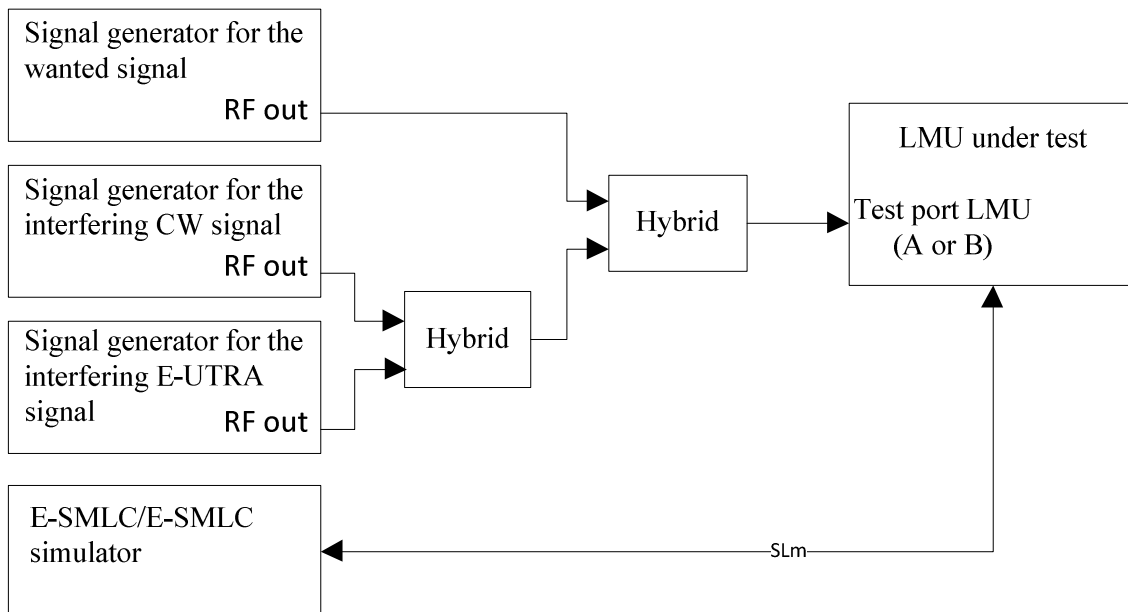 Signal generator for the
wanted signal
RF out
Signal generator for the
interfering CW signal
RF out
Signal generator for the
interfering E-UTRA
signal
RF out
E-SMLC/E-SMLC
simulator
Hybrid
Hybrid
LMU under test
Test port LMU
(A or B)
SLm